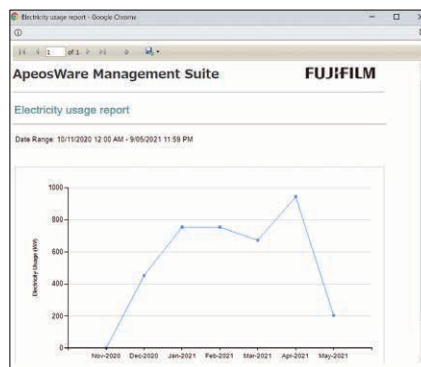 Electricity usage report - Google Chrome
1 of 1
ApeosWare Management Suite
FUJIFILM
Electricity usage report
Date Range: 10/11/2020 12:00 AM - 9/05/2021 11:59 PM
Electricity Usage (KW)
1000
800
600
400
200
0
Nov-2020 Dec-2020 Jan-2021 Feb-2021 Mar-2021 Apr-2021 May-2021